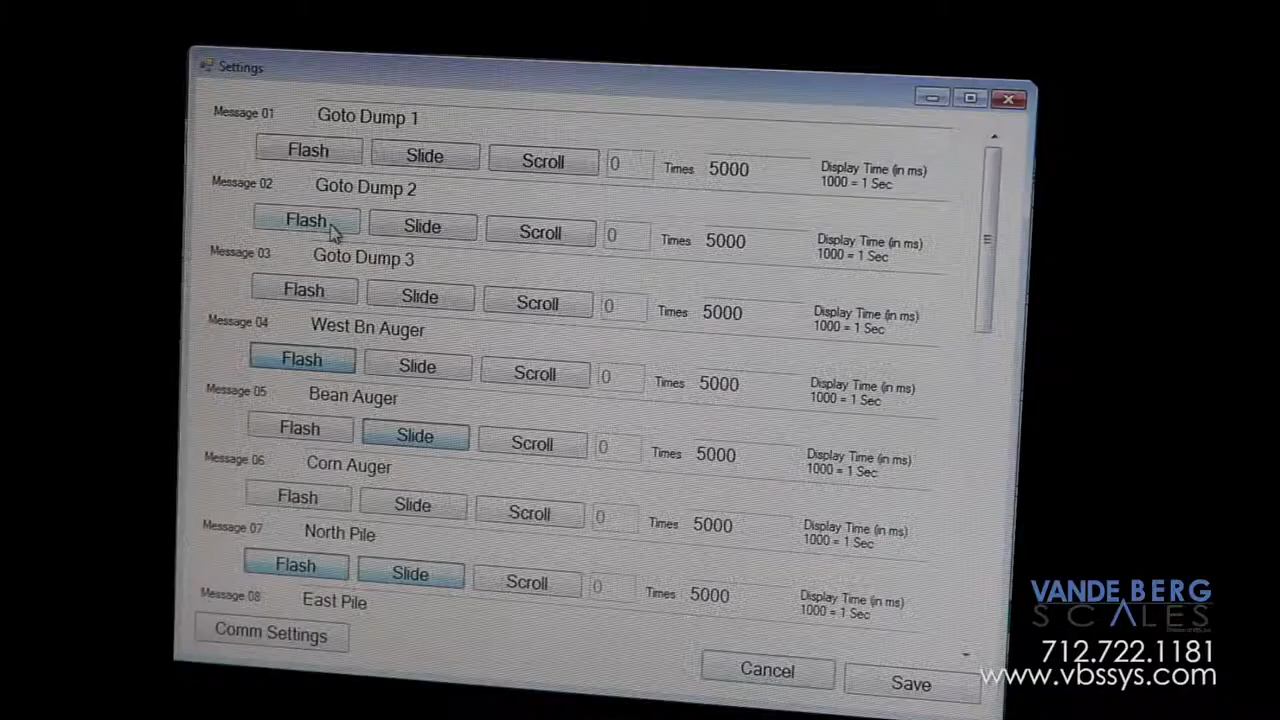 Settings
Message 01 Goto Dump 1
Flash Slide Scroll 0 Times 5000 Display Time (in ms)
1000 = 1 Sec
Message 02 Goto Dump 2
Flash Slide Scroll 0 Times 5000 Display Time (in ms)
1000 = 1 Sec
Message 03 Goto Dump 3
Flash Slide Scroll 0 Times 5000 Display Time (in ms)
1000 = 1 Sec
Message 04 West Bn Auger
Flash Slide Scroll 0 Times 5000 Display Time (in ms)
1000 = 1 Sec
Message 05 Bean Auger
Flash Slide Scroll 0 Times 5000 Display Time (in ms)
1000 = 1 Sec
Message 06 Corn Auger
Flash Slide Scroll 0 Times 5000 Display Time (in ms)
1000 = 1 Sec
Message 07 North Pile
Flash Slide Scroll 0 Times 5000 Display Time (in ms)
1000 = 1 Sec
Message 08 East Pile
Comm Settings Cancel Save
VANDE BERG
SCALES
712.722.1181
www.vbssys.com